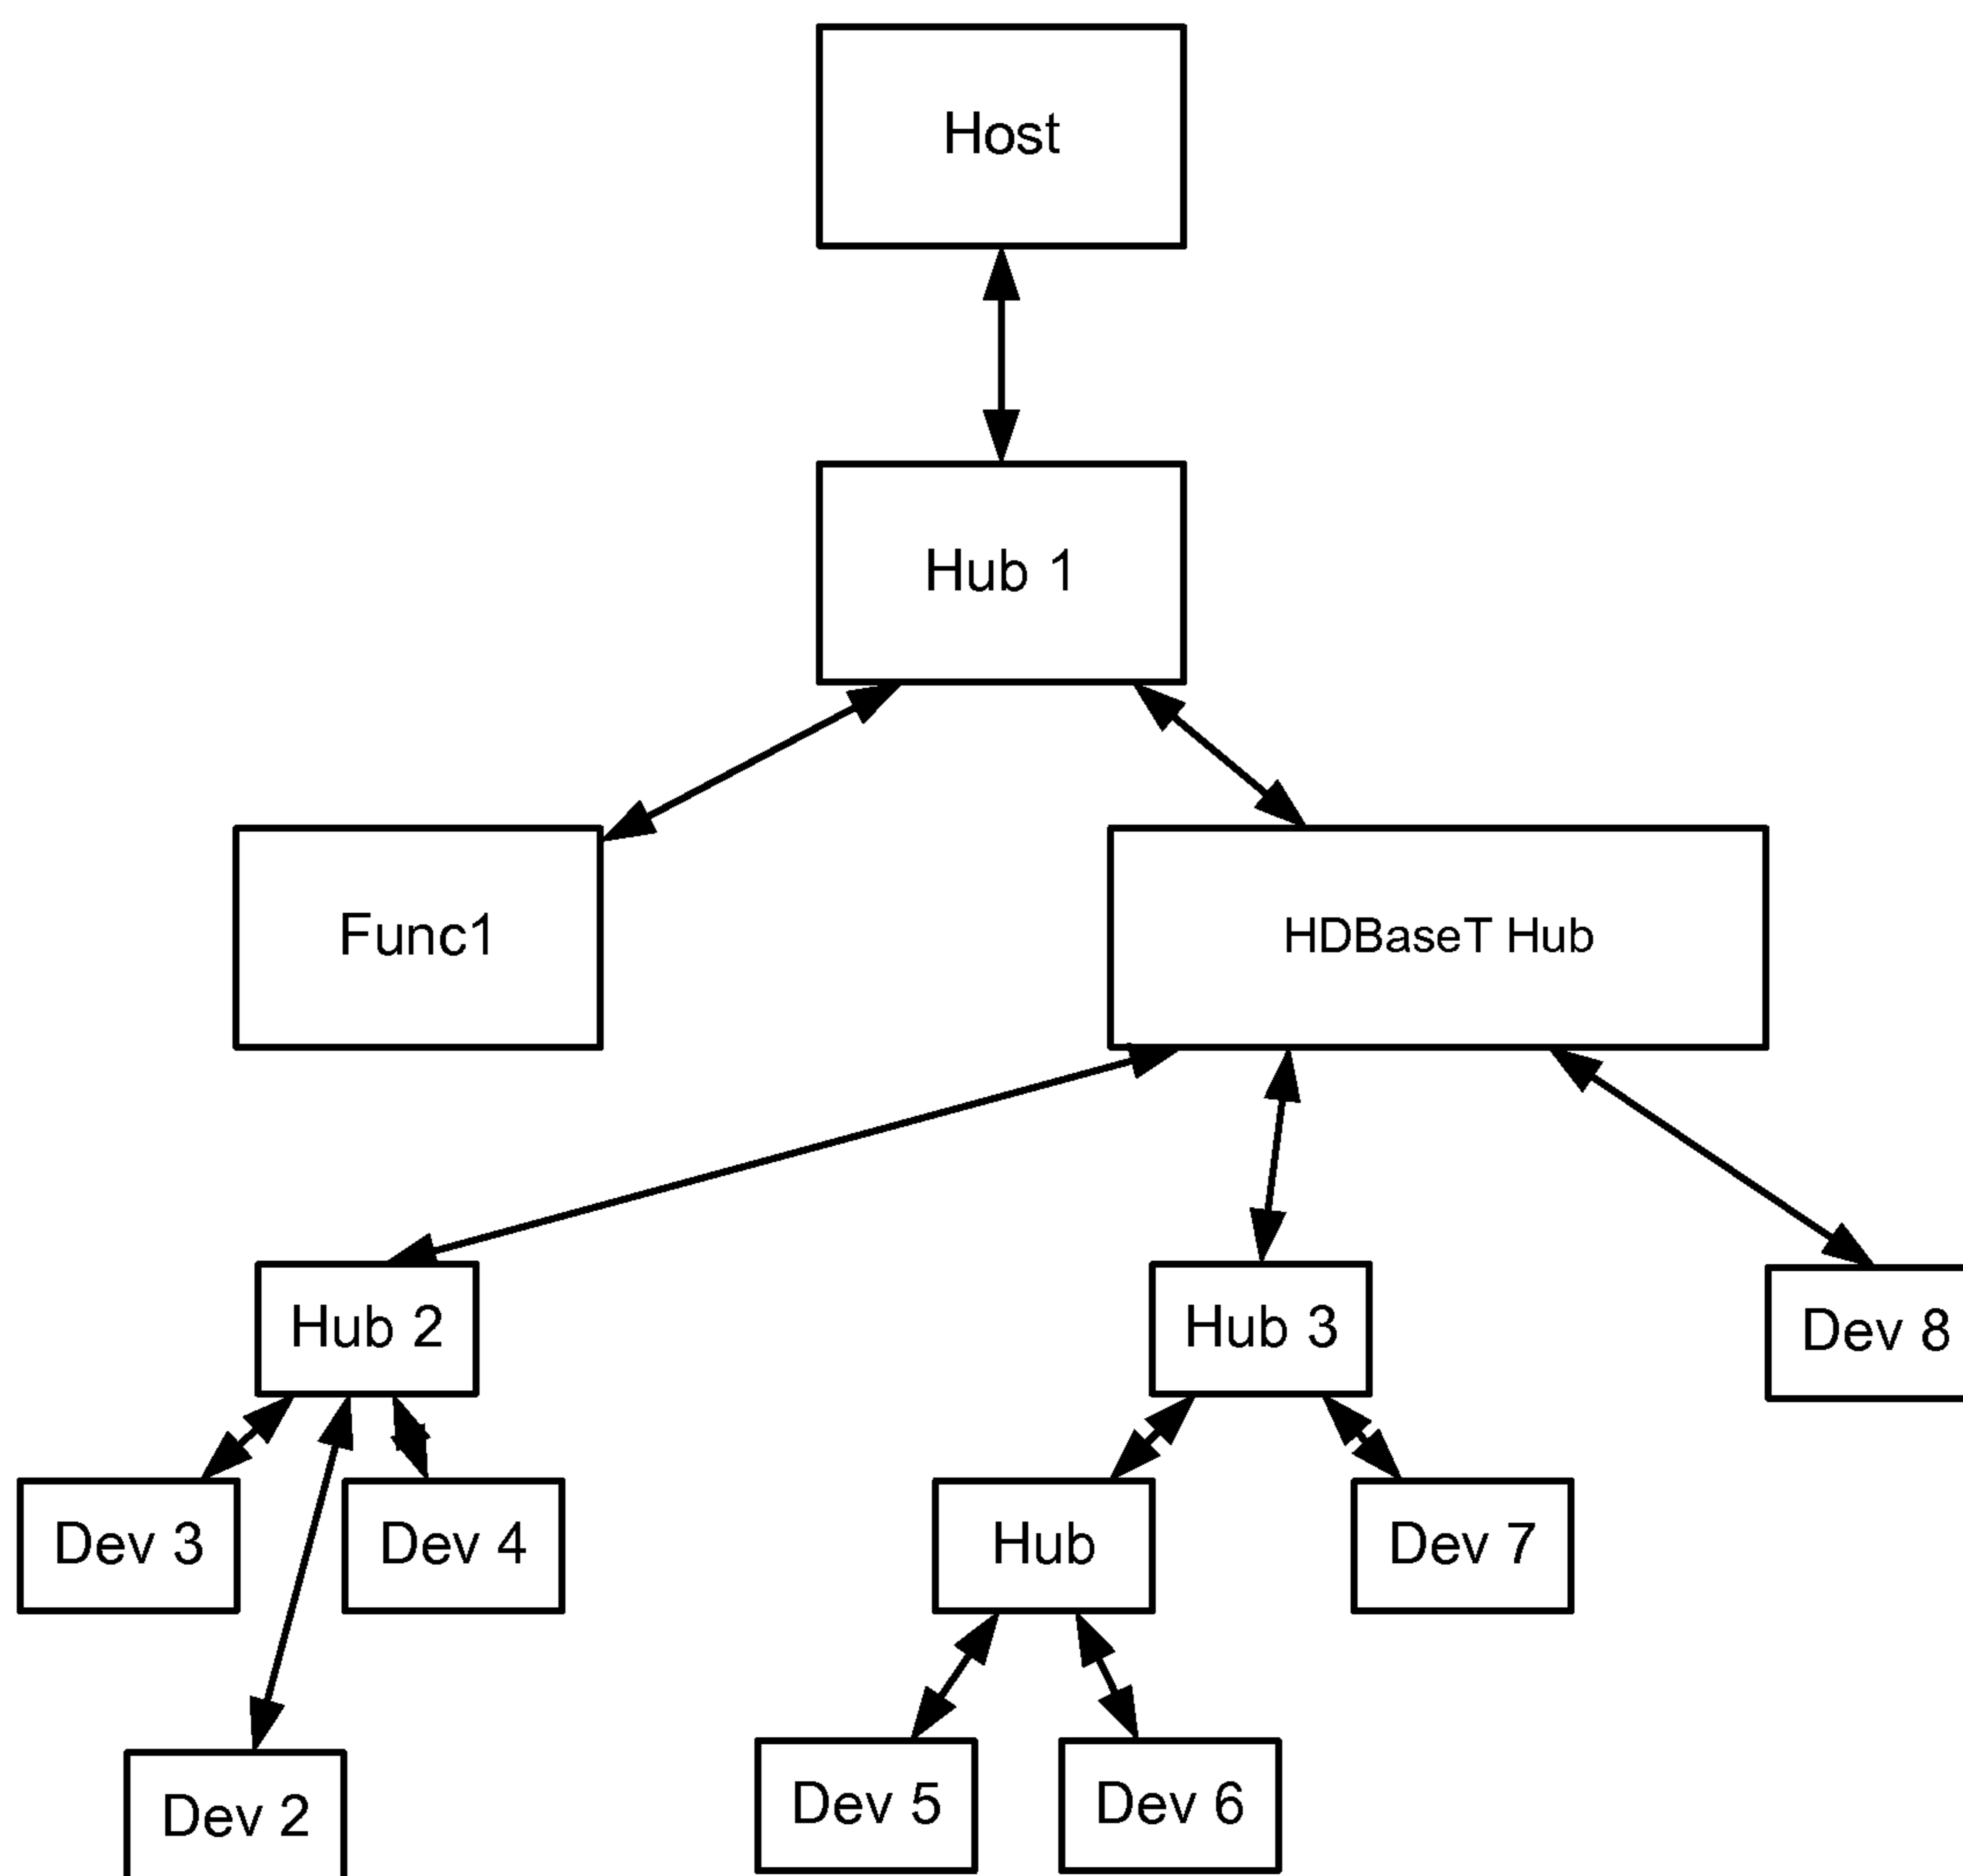 Host
Hub 1
Func1
HDBaseT Hub
Hub 2
Hub 3
Dev 8
Dev 3
Dev 4
Hub
Dev 7
Dev 2
Dev 5
Dev 6